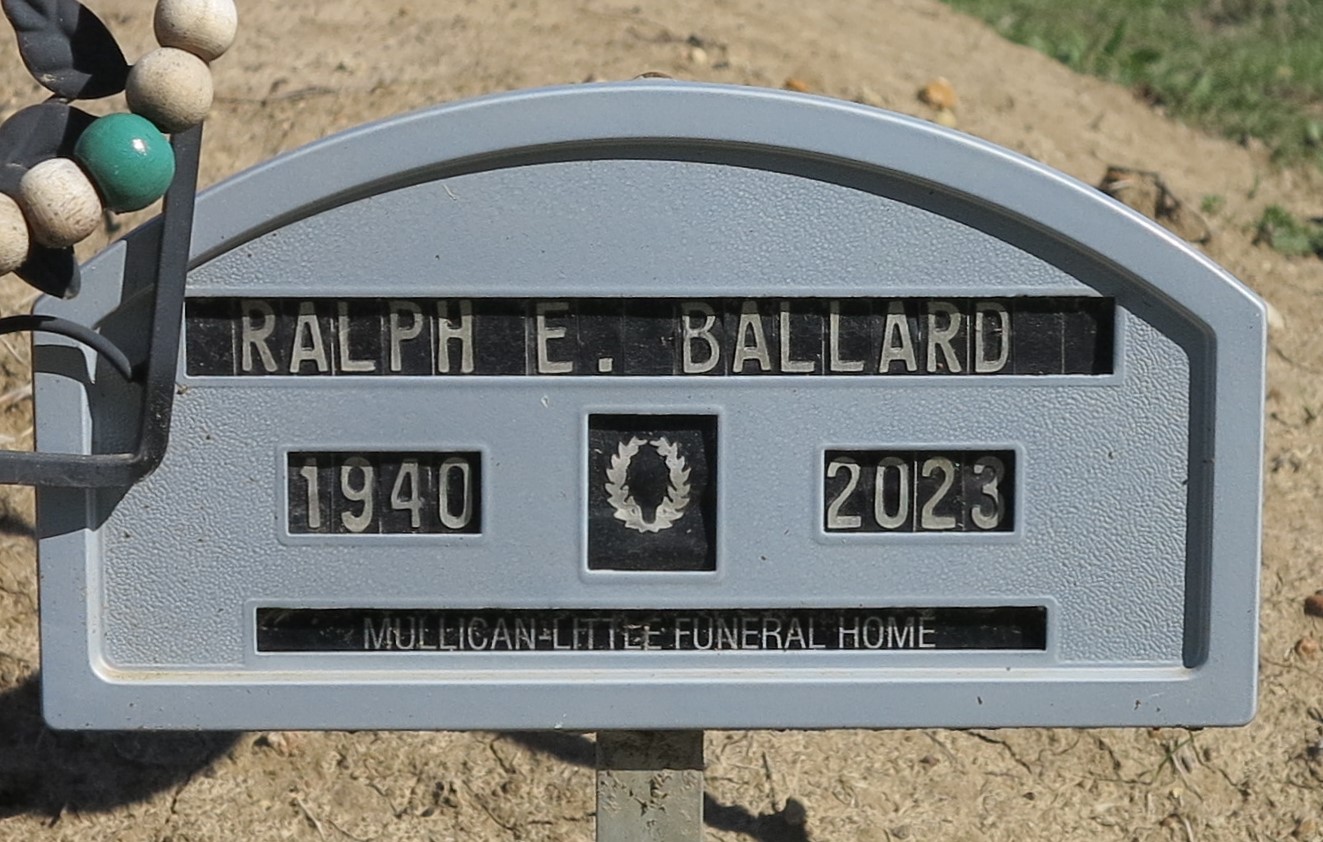 RALPH E. BALLARD
1940 2023
MULLICAN-LITTLE FUNERAL HOME